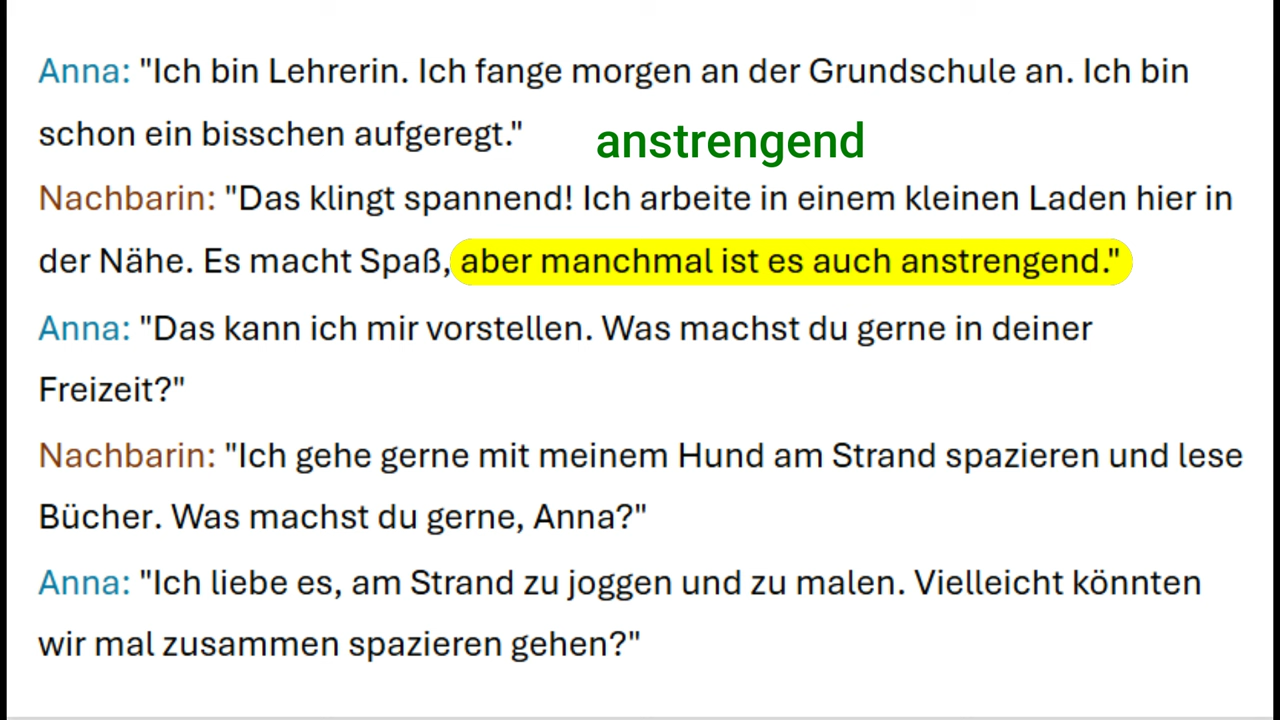 Anna: "Ich bin Lehrerin. Ich fange morgen an der Grundschule an. Ich bin
schon ein bisschen aufgeregt."
anstrengend
Nachbarin: "Das klingt spannend! Ich arbeite in einem kleinen Laden hier in
der Nähe. Es macht Spaß, aber manchmal ist es auch anstrengend."
Anna: "Das kann ich mir vorstellen. Was machst du gerne in deiner
Freizeit?"
Nachbarin: "Ich gehe gerne mit meinem Hund am Strand spazieren und lese
Bücher. Was machst du gerne, Anna?"
Anna: "Ich liebe es, am Strand zu joggen und zu malen. Vielleicht könnten
wir mal zusammen spazieren gehen?"